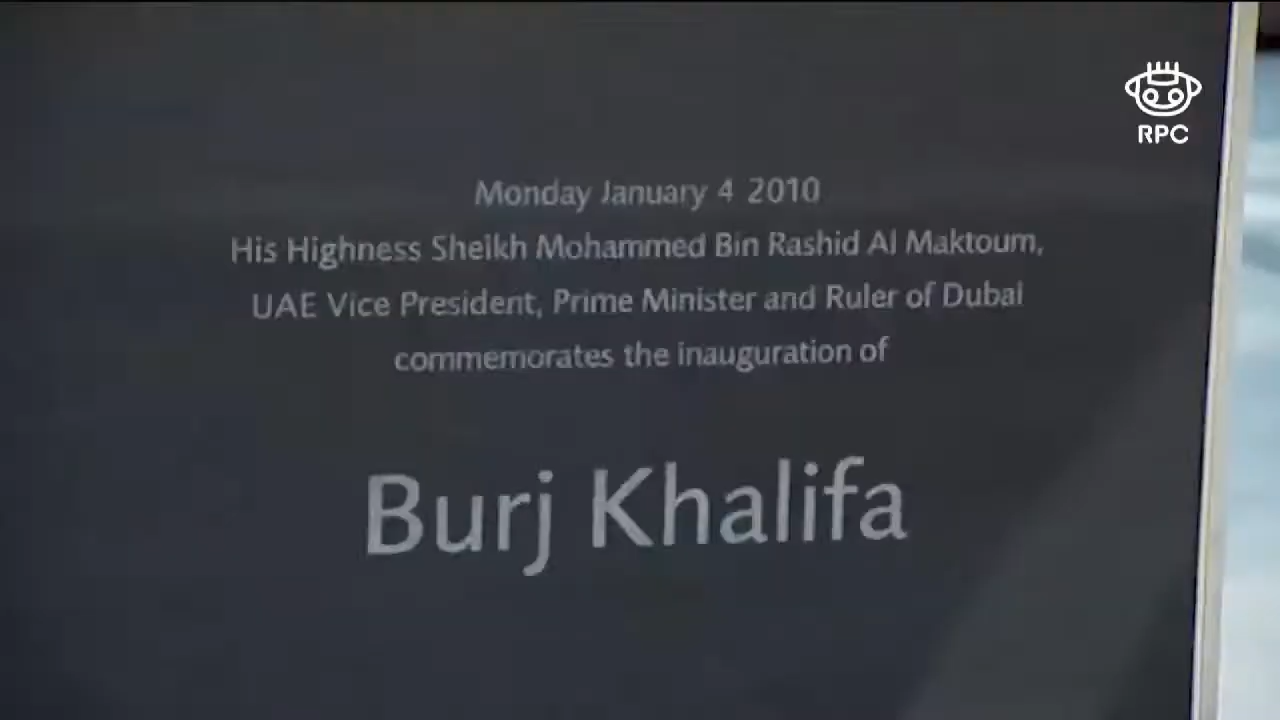 RPC
Monday January 4 2010
His Highness Sheikh Mohammed Bin Rashid Al Maktoum,
UAE Vice President, Prime Minister and Ruler of Dubai
commemorates the inauguration of
Burj Khalifa